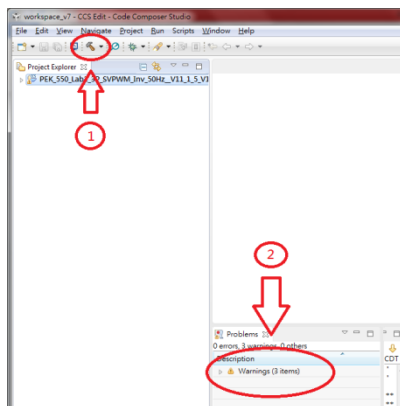 workspace_v7 - CCS Edit - Code Composer Studio
File Edit View Navigate Project Run Scripts Window Help
Project Explorer
PEK_550_Lab1_3P_SVPWM_Inv_50Hz_V11_1_5_V1
1
2
Problems
0 errors, 3 warnings, 0 others
Description
CDT
Warnings (3 items)